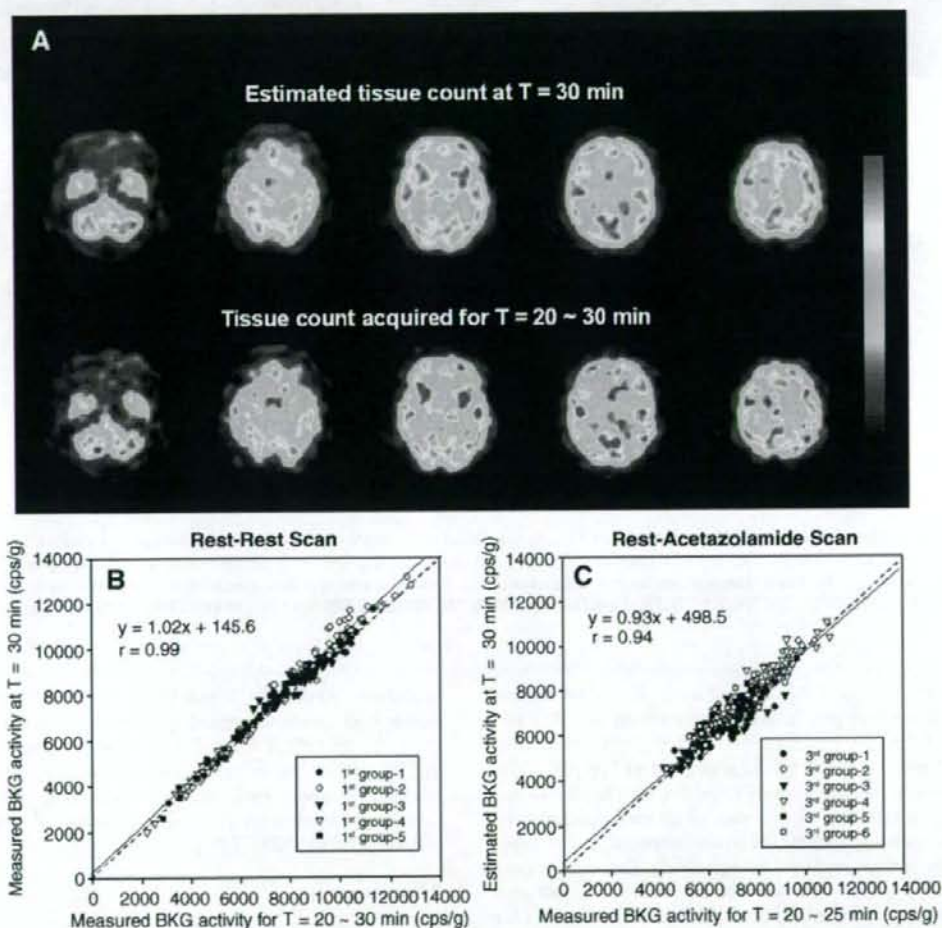 A
Estimated tissue count at T = 30 min
Tissue count acquired for T = 20 ~ 30 min
Rest-Rest Scan
B
y = 1.02x + 145.6
r = 0.99
Measured BKG activity at T = 30 min (cps/g)
14000
12000
10000
8000
6000
4000
2000
0
1st group-1
1st group-2
1st group-3
1st group-4
1st group-5
0 2000 4000 6000 8000 10000 12000 14000
Measured BKG activity for T = 20 ~ 30 min (cps/g)
Rest-Acetazolamide Scan
C
y = 0.93x + 498.5
r = 0.94
Estimated BKG activity at T = 30 min (cps/g)
14000
12000
10000
8000
6000
4000
2000
0
3st group-1
3st group-2
3st group-3
3st group-4
3st group-5
3st group-6
0 2000 4000 6000 8000 10000 12000 14000
Measured BKG activity for T = 20 ~ 25 min (cps/g)